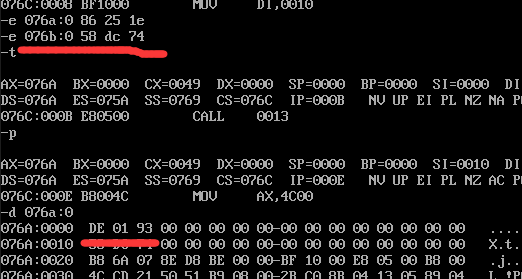 076C:0008 BF1000 MOV DI,0010
-e 076a:0 86 25 1e
-e 076b:0 58 dc 74
-t
AX=076A BX=0000 CX=0049 DX=0000 SP=0000 BP=0000 SI=0000 DI
DS=076A ES=075A SS=0769 CS=076C IP=000B NV UP EI PL NZ NA PO
076C:000B E80500 CALL 0013
-p
AX=076A BX=0000 CX=0049 DX=0000 SP=0000 BP=0000 SI=0010 DI
DS=076A ES=075A SS=0769 CS=076C IP=000E NV UP EI PL ZR AC P
076C:000E B8004C MOV AX,4C00
-d 076a:0
076A:0000 DE 01 93 00 00 00 00 00-00 00 00 00 00 00 00 00 ....
076A:0010 00 00 00 00 00-00 00 00 00 00 00 00 00 X.t.
076A:0020 B8 6A 07 8E D8 BE 00 00-BF 10 00 E8 05 00 B8 00 .j..
076A:0030 4C CD 21 50 51 B9 08 00-2B C0 8B 04 13 05 89 04 L.